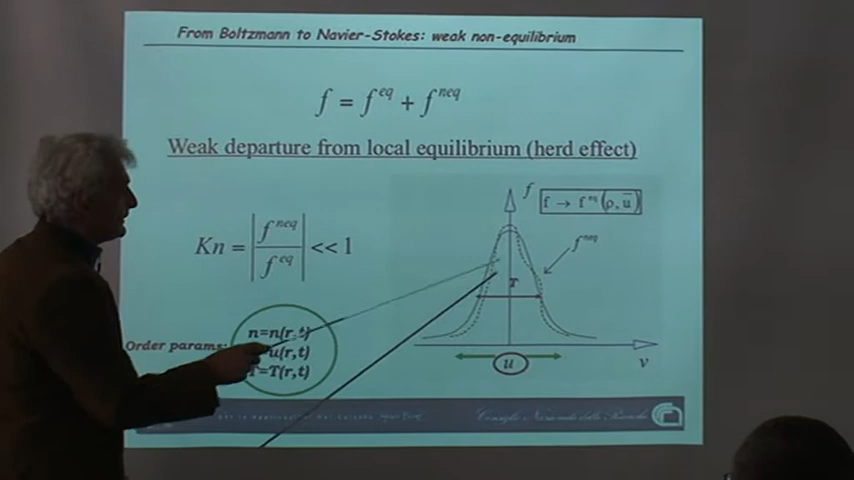 From Boltzmann to Navier-Stokes: weak non-equilibrium
f = f^eq + f^neq
Weak departure from local equilibrium (herd effect)
f
f → f^eq(ρ, u̅)
Kn = |f^neq / f^eq| << 1
f^neq
T
n=n(r,t)
Order params:
u(r,t)
T=T(r,t)
u
v
Consiglio Nazionale delle Ricerche